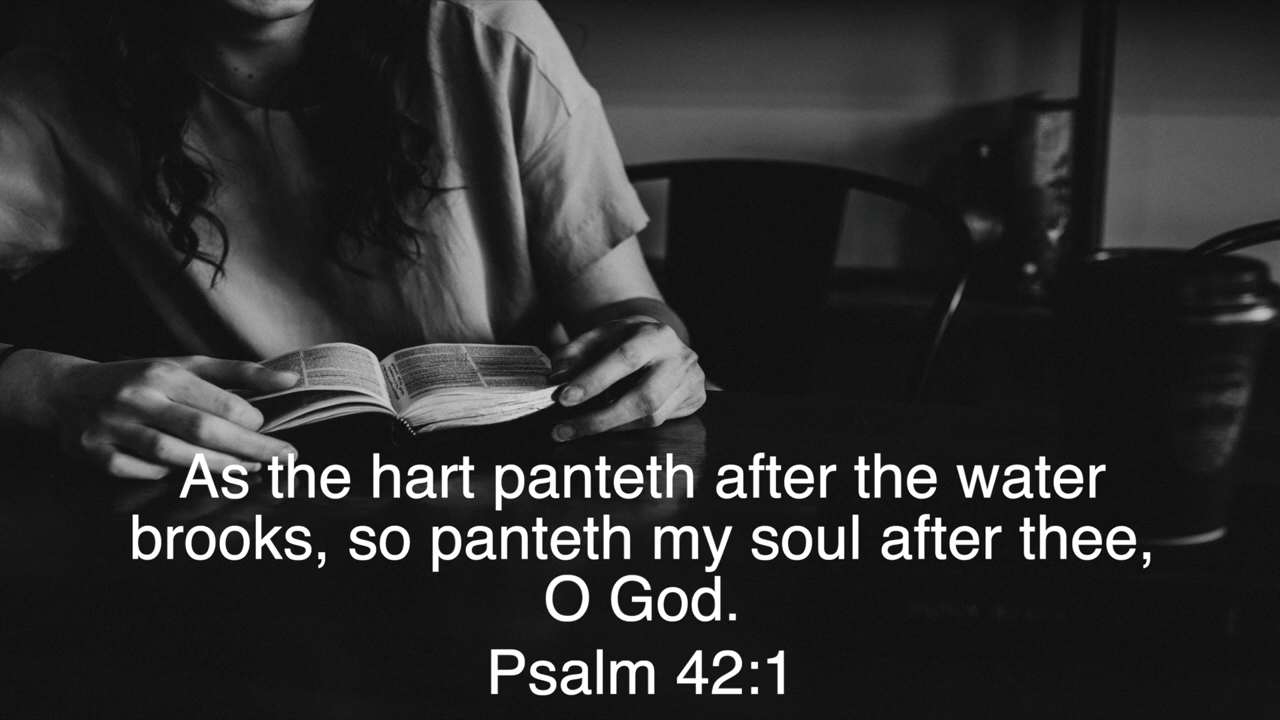 As the hart panteth after the water
brooks, so panteth my soul after thee,
O God.
Psalm 42:1